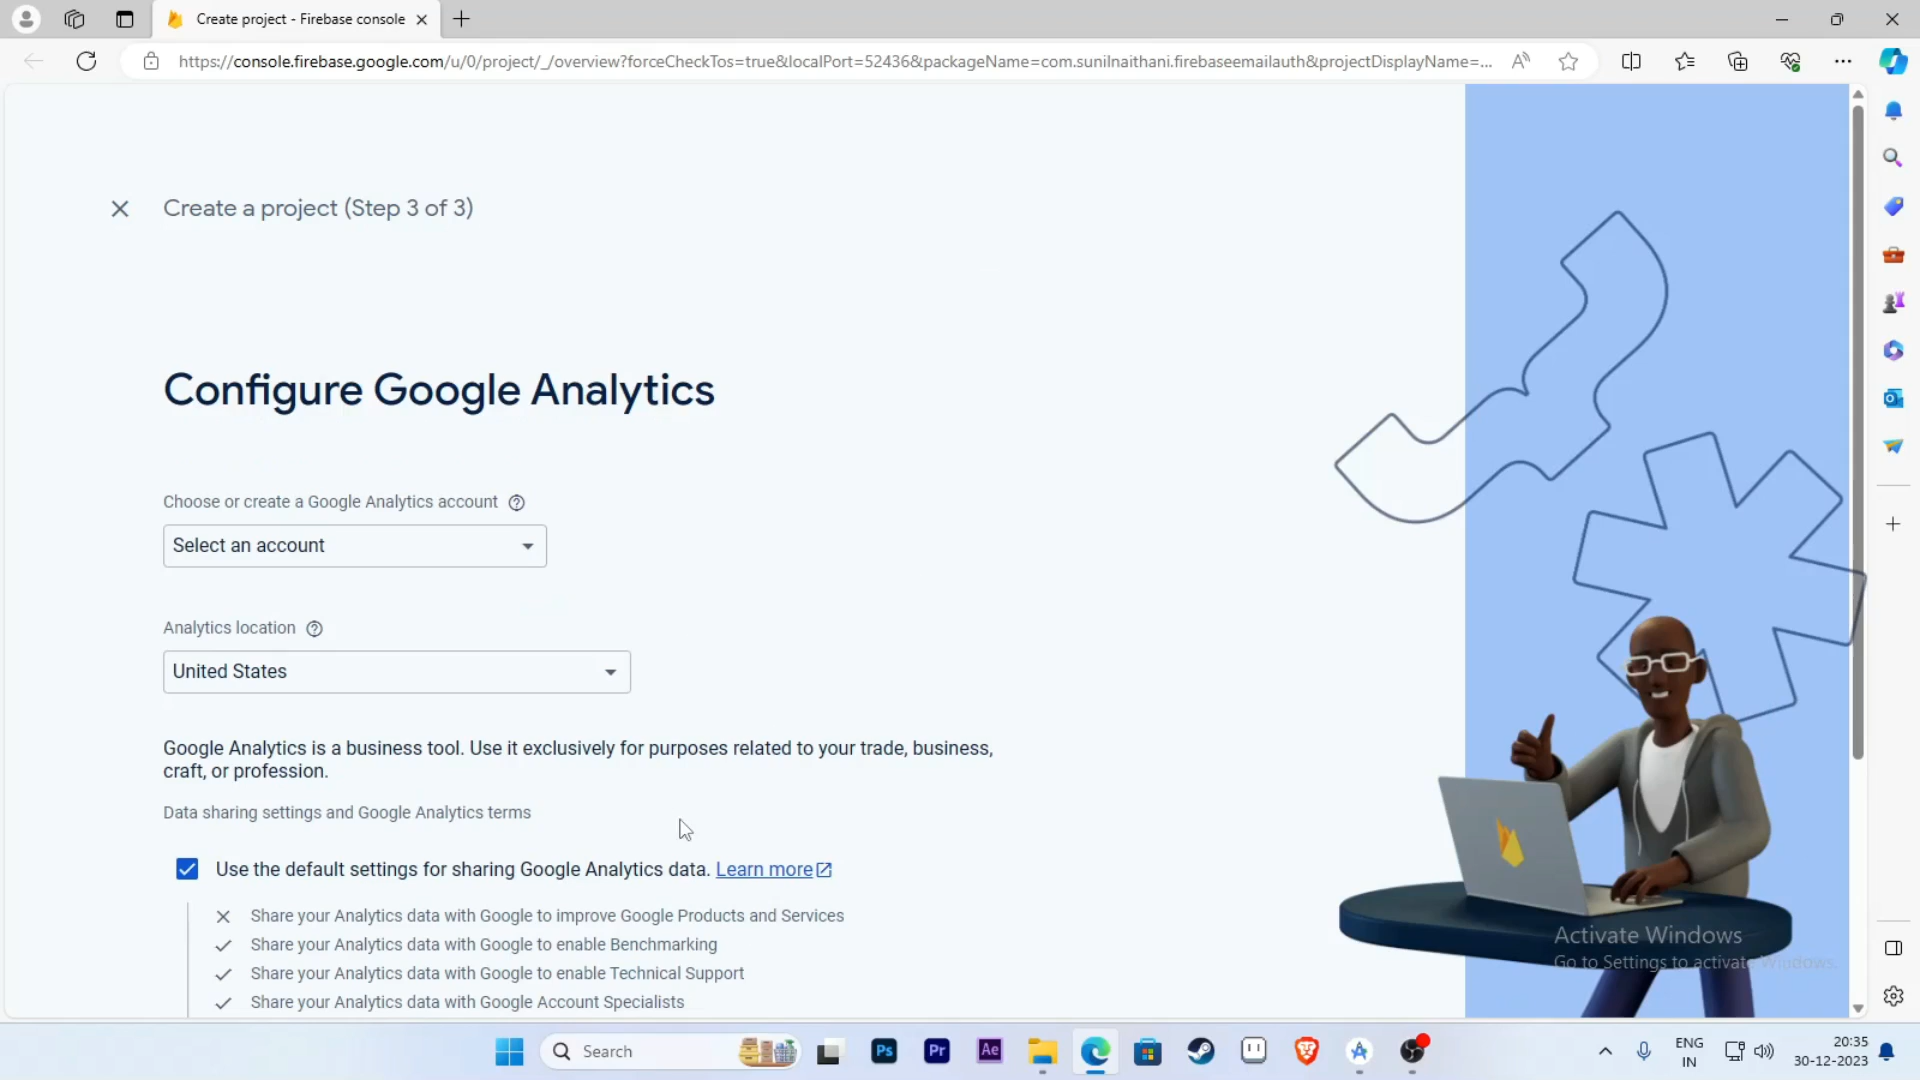 Create project - Firebase console
https://console.firebase.google.com/u/0/project/_/overview?forceCheckTos=true&localPort=52436&packageName=com.sunilnaithani.firebaseemailauth&projectDisplayName=...
Create a project (Step 3 of 3)
Configure Google Analytics
Choose or create a Google Analytics account
Select an account
Analytics location
United States
Google Analytics is a business tool. Use it exclusively for purposes related to your trade, business,
craft, or profession.
Data sharing settings and Google Analytics terms
Use the default settings for sharing Google Analytics data. Learn more
Share your Analytics data with Google to improve Google Products and Services
Share your Analytics data with Google to enable Benchmarking
Share your Analytics data with Google to enable Technical Support
Share your Analytics data with Google Account Specialists
Activate Windows
Go to Settings to activate Windows.
Search
Ps
Pr
Ae
ENG
IN
20:35
30-12-2023